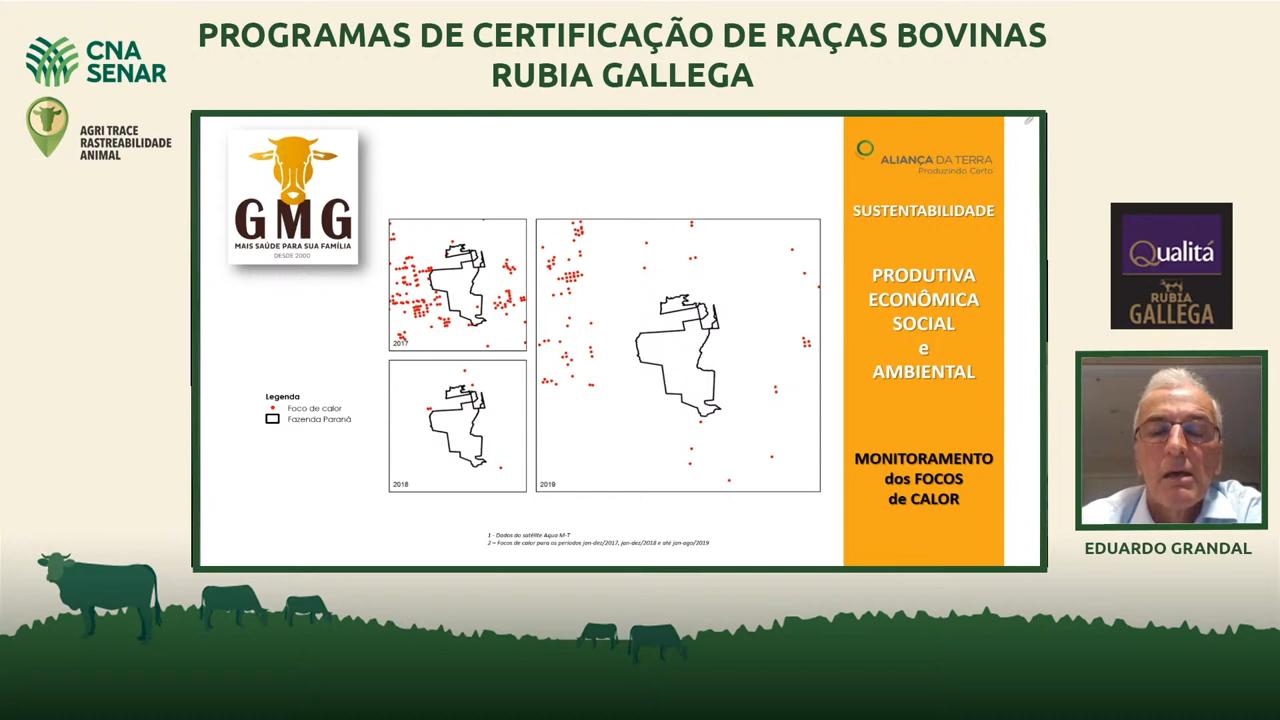 PROGRAMAS DE CERTIFICAÇÃO DE RAÇAS BOVINAS
RUBIA GALLEGA
CNA
SENAR
AGRI TRACE
RASTREABILIDADE
ANIMAL
GMG
MAIS SAÚDE PARA SUA FAMÍLIA
DESDE 2000
Legenda
Foco de calor
Fazenda Paraná
2017
2018
2019
1 - Dados do satélite Aqua M-T
2 – Focos de calor para os períodos jan-dez/2017, jan-dez/2018 e até jan-ago/2019
ALIANÇA DA TERRA
Produzindo Certo
SUSTENTABILIDADE
PRODUTIVA
ECONÔMICA
SOCIAL
e
AMBIENTAL
MONITORAMENTO
dos FOCOS
de CALOR
Qualitá
RUBIA
GALLEGA
EDUARDO GRANDAL